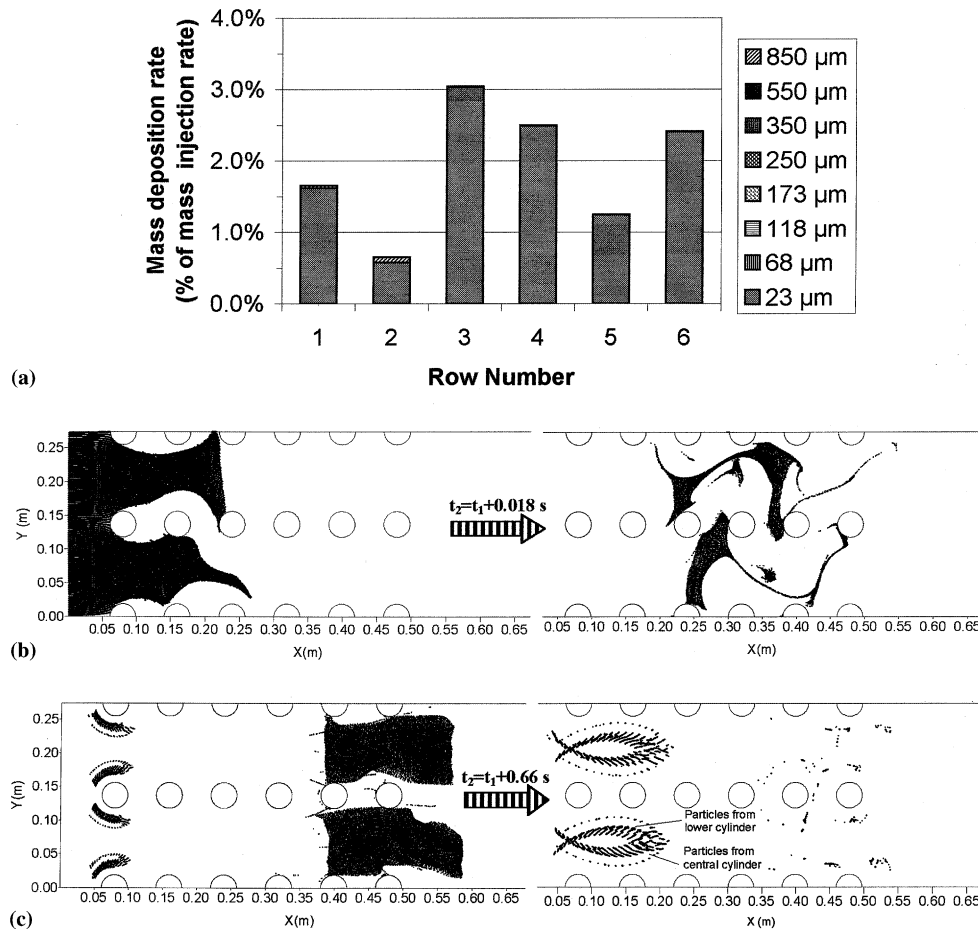 4.0%
3.0%
2.0%
1.0%
0.0%
Mass deposition rate
(% of mass injection rate)
1 2 3 4 5 6
Row Number
850 µm
550 µm
350 µm
250 µm
173 µm
118 µm
68 µm
23 µm
(a)
0.25
0.20
0.15
0.10
0.05
0.00
Y (m)
0.05 0.10 0.15 0.20 0.25 0.30 0.35 0.40 0.45 0.50 0.55 0.60 0.65
X(m)
t₂=t₁+0.018 s
0.05 0.10 0.15 0.20 0.25 0.30 0.35 0.40 0.45 0.50 0.55 0.60 0.65
X(m)
(b)
0.25
0.20
0.15
0.10
0.05
0.00
Y(m)
0.05 0.10 0.15 0.20 0.25 0.30 0.35 0.40 0.45 0.50 0.55 0.60 0.65
X(m)
t₂=t₁+0.66 s
Particles from
lower cylinder
Particles from
central cylinder
0.05 0.10 0.15 0.20 0.25 0.30 0.35 0.40 0.45 0.50 0.55 0.60 0.65
X (m)
(c)